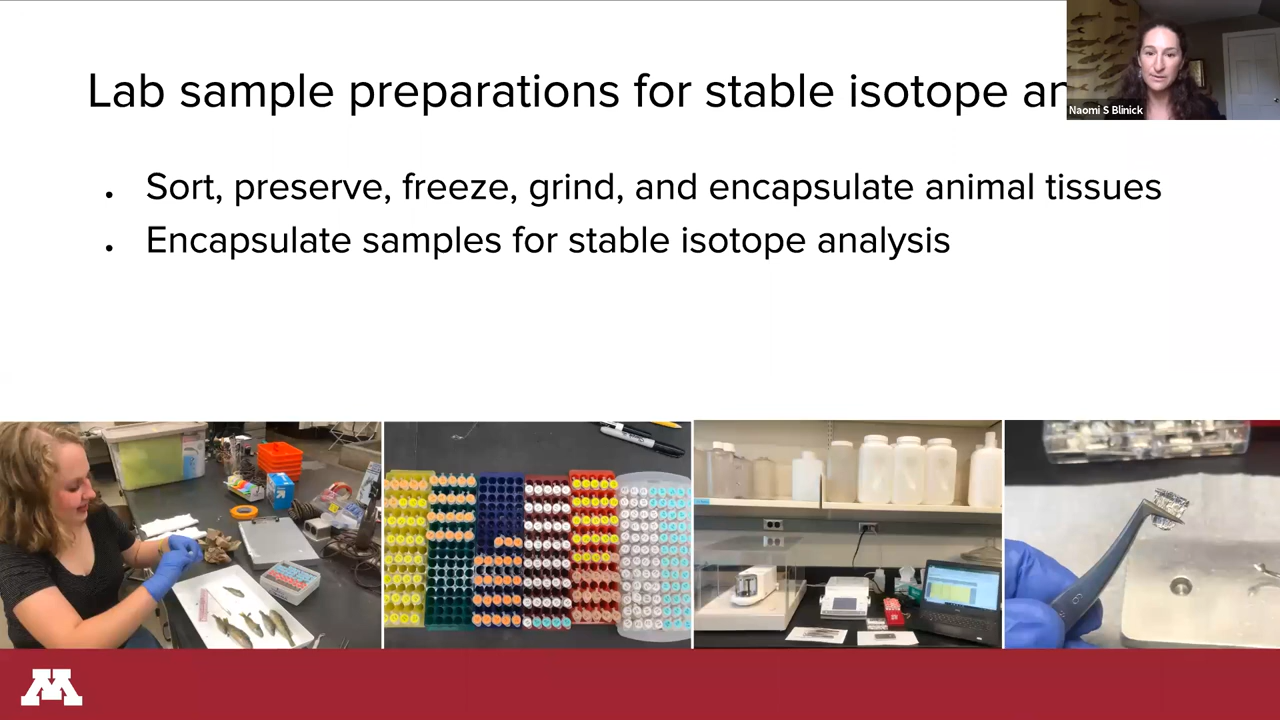 Lab sample preparations for stable isotope an
Naomi S Blinick
Sort, preserve, freeze, grind, and encapsulate animal tissues
Encapsulate samples for stable isotope analysis
M